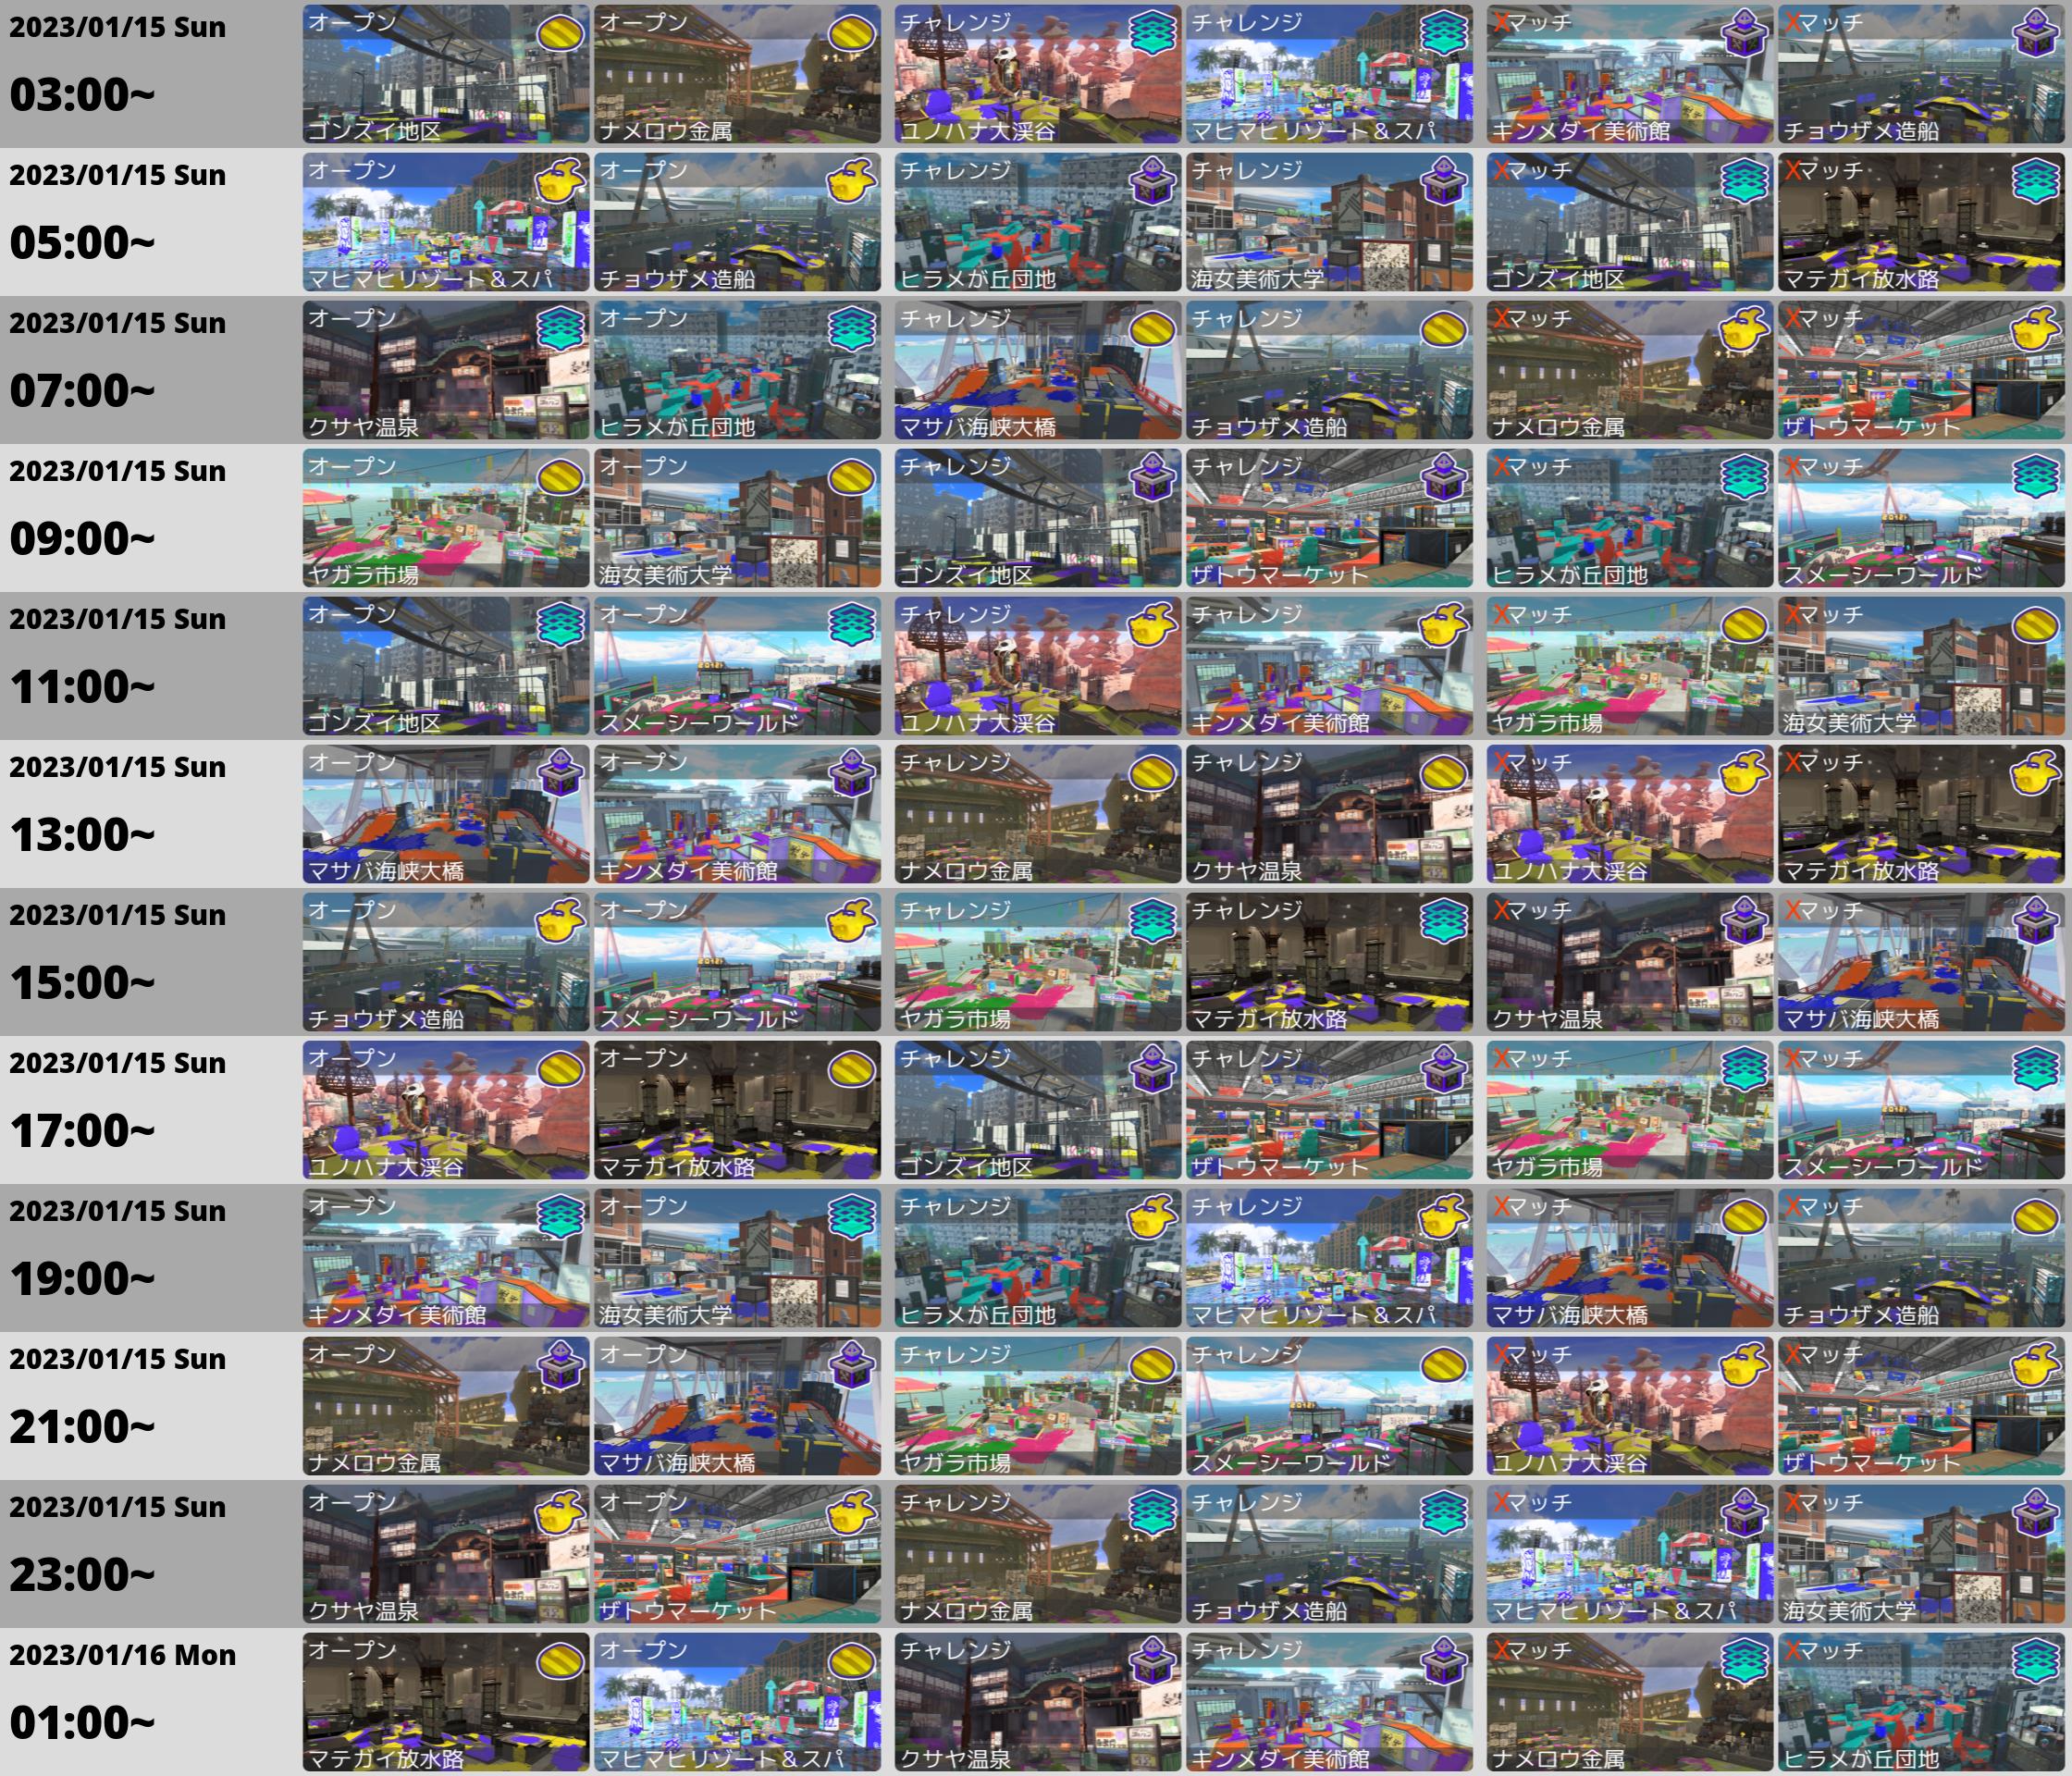 2023/01/15 Sun
03:00~
オープン オープン チャレンジ チャレンジ Xマッチ Xマッチ
ゴンズイ地区 ナメロウ金属 ユノハナ大渓谷 マヒマヒリゾート＆スパ キンメダイ美術館 チョウザメ造船
2023/01/15 Sun
05:00~
オープン オープン チャレンジ チャレンジ Xマッチ Xマッチ
マヒマヒリゾート＆スパ チョウザメ造船 ヒラメが丘団地 海女美術大学 ゴンズイ地区 マテガイ放水路
2023/01/15 Sun
07:00~
オープン オープン チャレンジ チャレンジ Xマッチ Xマッチ
クサヤ温泉 ヒラメが丘団地 マサバ海峡大橋 チョウザメ造船 ナメロウ金属 ザトウマーケット
2023/01/15 Sun
09:00~
オープン オープン チャレンジ チャレンジ Xマッチ Xマッチ
ヤガラ市場 海女美術大学 ゴンズイ地区 ザトウマーケット ヒラメが丘団地 スメーシーワールド
2023/01/15 Sun
11:00~
オープン オープン チャレンジ チャレンジ Xマッチ Xマッチ
ゴンズイ地区 スメーシーワールド ユノハナ大渓谷 キンメダイ美術館 ヤガラ市場 海女美術大学
2023/01/15 Sun
13:00~
オープン オープン チャレンジ チャレンジ Xマッチ Xマッチ
マサバ海峡大橋 キンメダイ美術館 ナメロウ金属 クサヤ温泉 ユノハナ大渓谷 マテガイ放水路
2023/01/15 Sun
15:00~
オープン オープン チャレンジ チャレンジ Xマッチ Xマッチ
チョウザメ造船 スメーシーワールド ヤガラ市場 マテガイ放水路 クサヤ温泉 マサバ海峡大橋
2023/01/15 Sun
17:00~
オープン オープン チャレンジ チャレンジ Xマッチ Xマッチ
ユノハナ大渓谷 マテガイ放水路 ゴンズイ地区 ザトウマーケット ヤガラ市場 スメーシーワールド
2023/01/15 Sun
19:00~
オープン オープン チャレンジ チャレンジ Xマッチ Xマッチ
キンメダイ美術館 海女美術大学 ヒラメが丘団地 マヒマヒリゾート＆スパ マサバ海峡大橋 チョウザメ造船
2023/01/15 Sun
21:00~
オープン オープン チャレンジ チャレンジ Xマッチ Xマッチ
ナメロウ金属 マサバ海峡大橋 ヤガラ市場 スメーシーワールド ユノハナ大渓谷 ザトウマーケット
2023/01/15 Sun
23:00~
オープン オープン チャレンジ チャレンジ Xマッチ Xマッチ
クサヤ温泉 ザトウマーケット ナメロウ金属 チョウザメ造船 マヒマヒリゾート＆スパ 海女美術大学
2023/01/16 Mon
01:00~
オープン オープン チャレンジ チャレンジ Xマッチ Xマッチ
マテガイ放水路 マヒマヒリゾート＆スパ クサヤ温泉 キンメダイ美術館 ナメロウ金属 ヒラメが丘団地